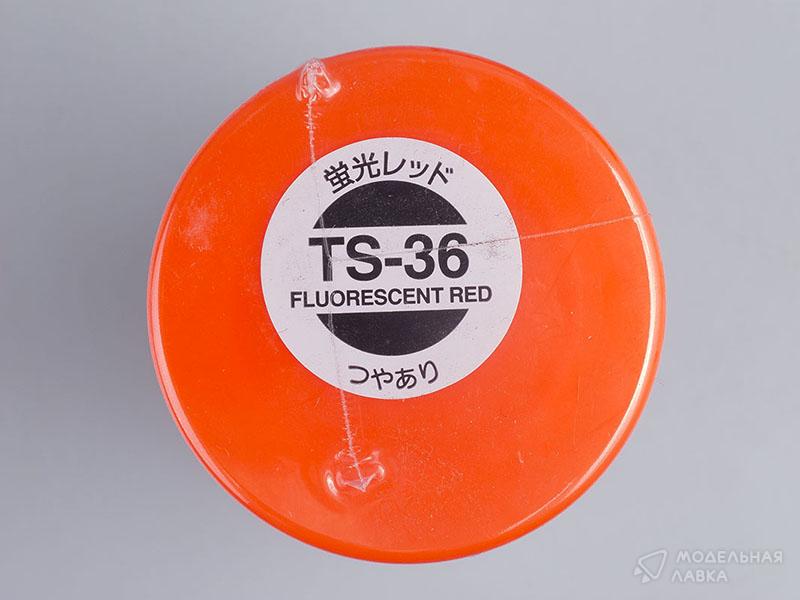 蛍光レッド
TS-36
FLUORESCENT RED
つやあり
МОДЕЛЬНАЯ
ЛАВКА